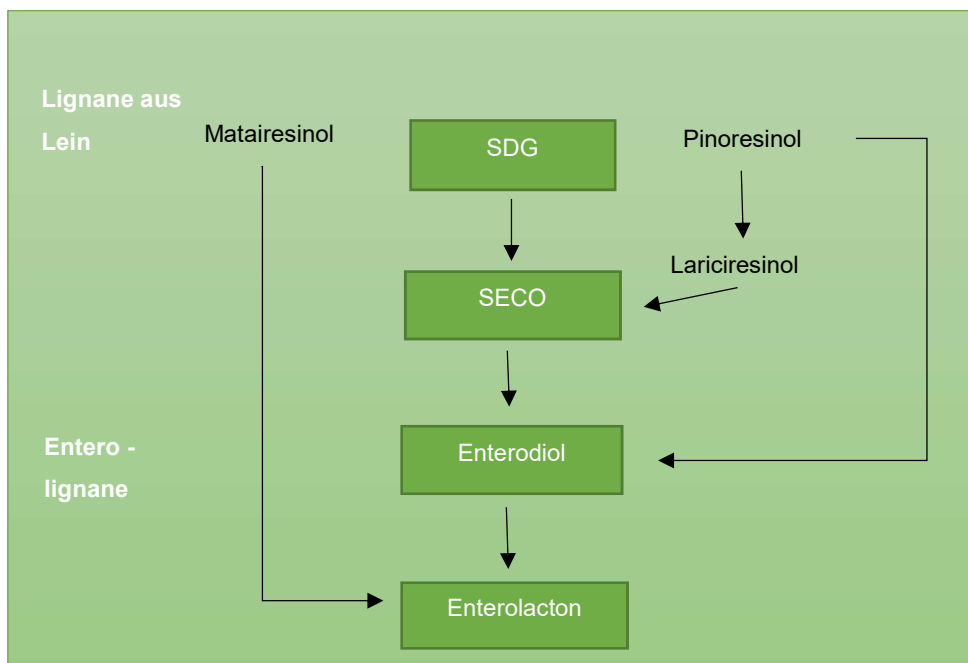 Lignane aus
Lein
Matairesinol
SDG
Pinoresinol
Lariciresinol
SECO
Entero -
lignane
Enterodiol
Enterolacton